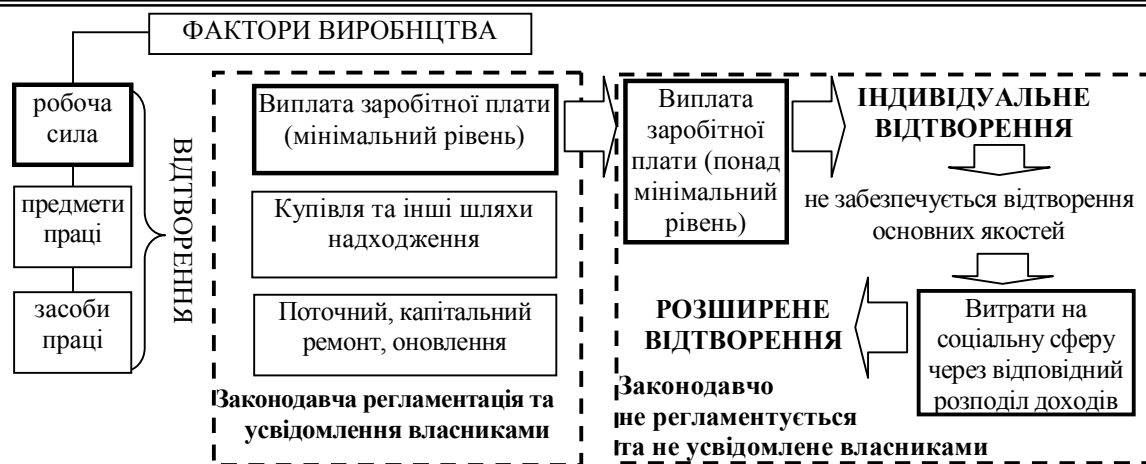 ФАКТОРИ ВИРОБНЦТВА
робоча
сила
предмети
праці
засоби
праці
ВІДТВОРЕННЯ
Виплата заробітної плати
(мінімальний рівень)
Купівля та інші шляхи
надходження
Поточний, капітальний
ремонт, оновлення
Законодавча регламентація та
усвідомлення власниками
Виплата
заробітної
плати (понад
мінімальний
рівень)
ІНДИВІДУАЛЬНЕ
ВІДТВОРЕННЯ
не забезпечується відтворення
основних якостей
Витрати на
соціальну сферу
через відповідний
розподіл доходів
РОЗШИРЕНЕ
ВІДТВОРЕННЯ
Законодавчо
не регламентується
та не усвідомлене власниками